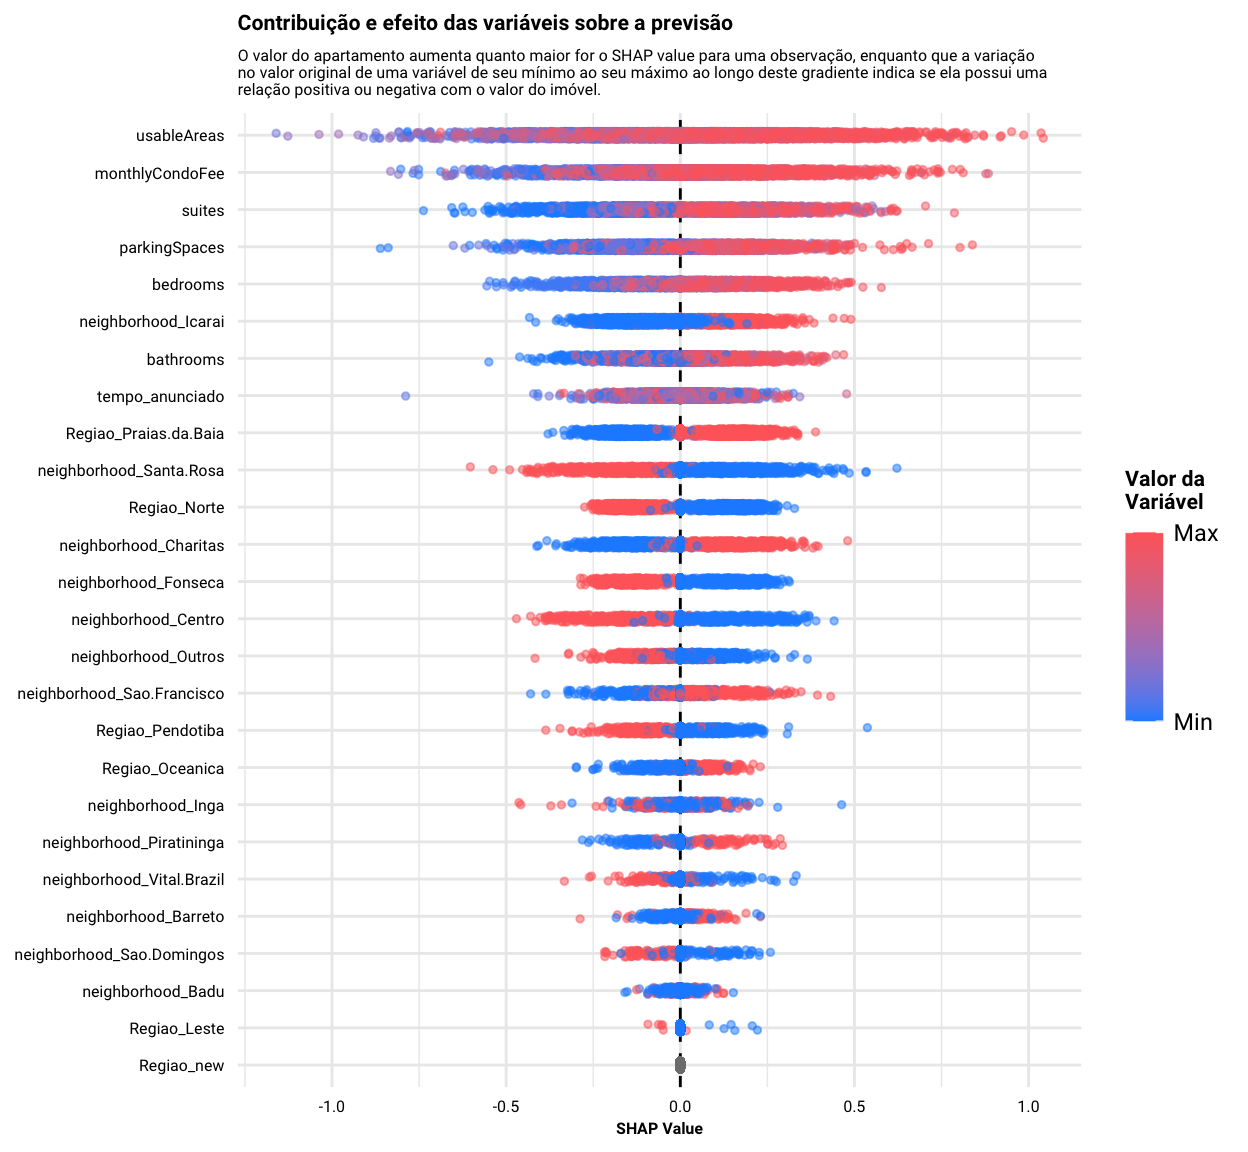 Contribuição e efeito das variáveis sobre a previsão
O valor do apartamento aumenta quanto maior for o SHAP value para uma observação, enquanto que a variação
no valor original de uma variável de seu mínimo ao seu máximo ao longo deste gradiente indica se ela possui uma
relação positiva ou negativa com o valor do imóvel.
usableAreas
monthlyCondoFee
suites
parkingSpaces
bedrooms
neighborhood_Icarai
bathrooms
tempo_anunciado
Regiao_Praias.da.Baia
neighborhood_Santa.Rosa
Regiao_Norte
neighborhood_Charitas
neighborhood_Fonseca
neighborhood_Centro
neighborhood_Outros
neighborhood_Sao.Francisco
Regiao_Pendotiba
Regiao_Oceanica
neighborhood_Inga
neighborhood_Piratininga
neighborhood_Vital.Brazil
neighborhood_Barreto
neighborhood_Sao.Domingos
neighborhood_Badu
Regiao_Leste
Regiao_new
-1.0 -0.5 0.0 0.5 1.0
SHAP Value
Valor da
Variável
Max
Min